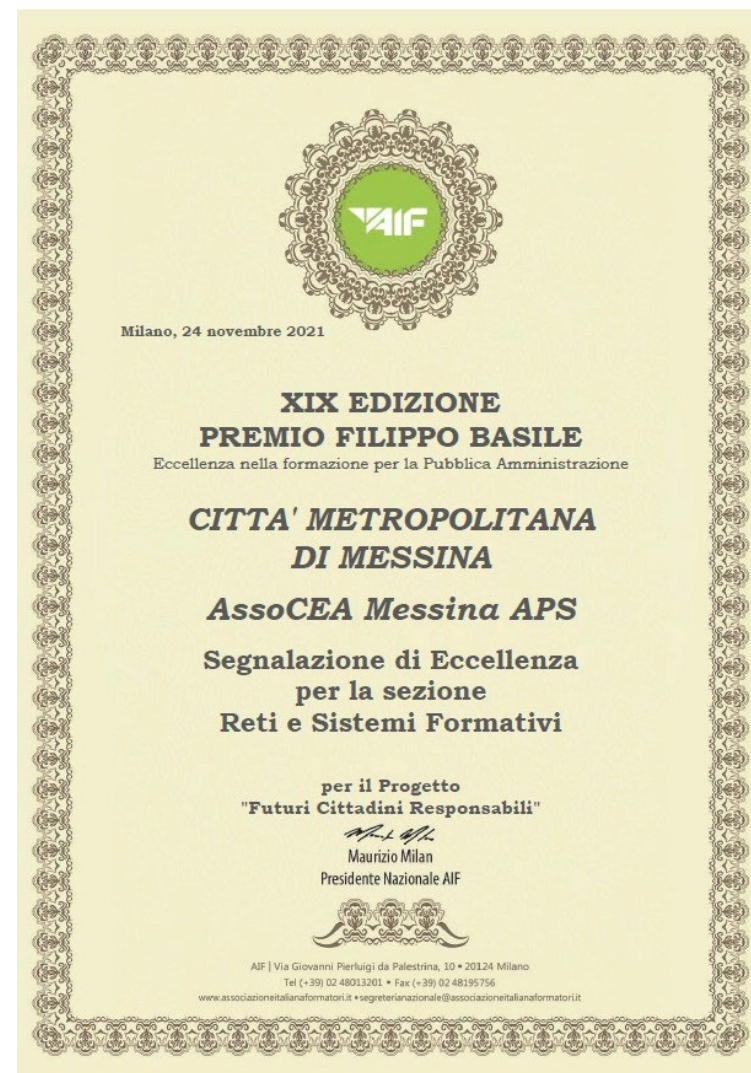 AIF
Milano, 24 novembre 2021
XIX EDIZIONE
PREMIO FILIPPO BASILE
Eccellenza nella formazione per la Pubblica Amministrazione
CITTA' METROPOLITANA
DI MESSINA
AssoCEA Messina APS
Segnalazione di Eccellenza
per la sezione
Reti e Sistemi Formativi
per il Progetto
"Futuri Cittadini Responsabili"
Maurizio Milan
Presidente Nazionale AIF
AIF | Via Giovanni Pierluigi da Palestrina, 10 • 20124 Milano
Tel (+39) 02 48013201 • Fax (+39) 02 48195756
www.associazioneitalianaformatori.it • segreterianazionale@associazioneitalianaformatori.it